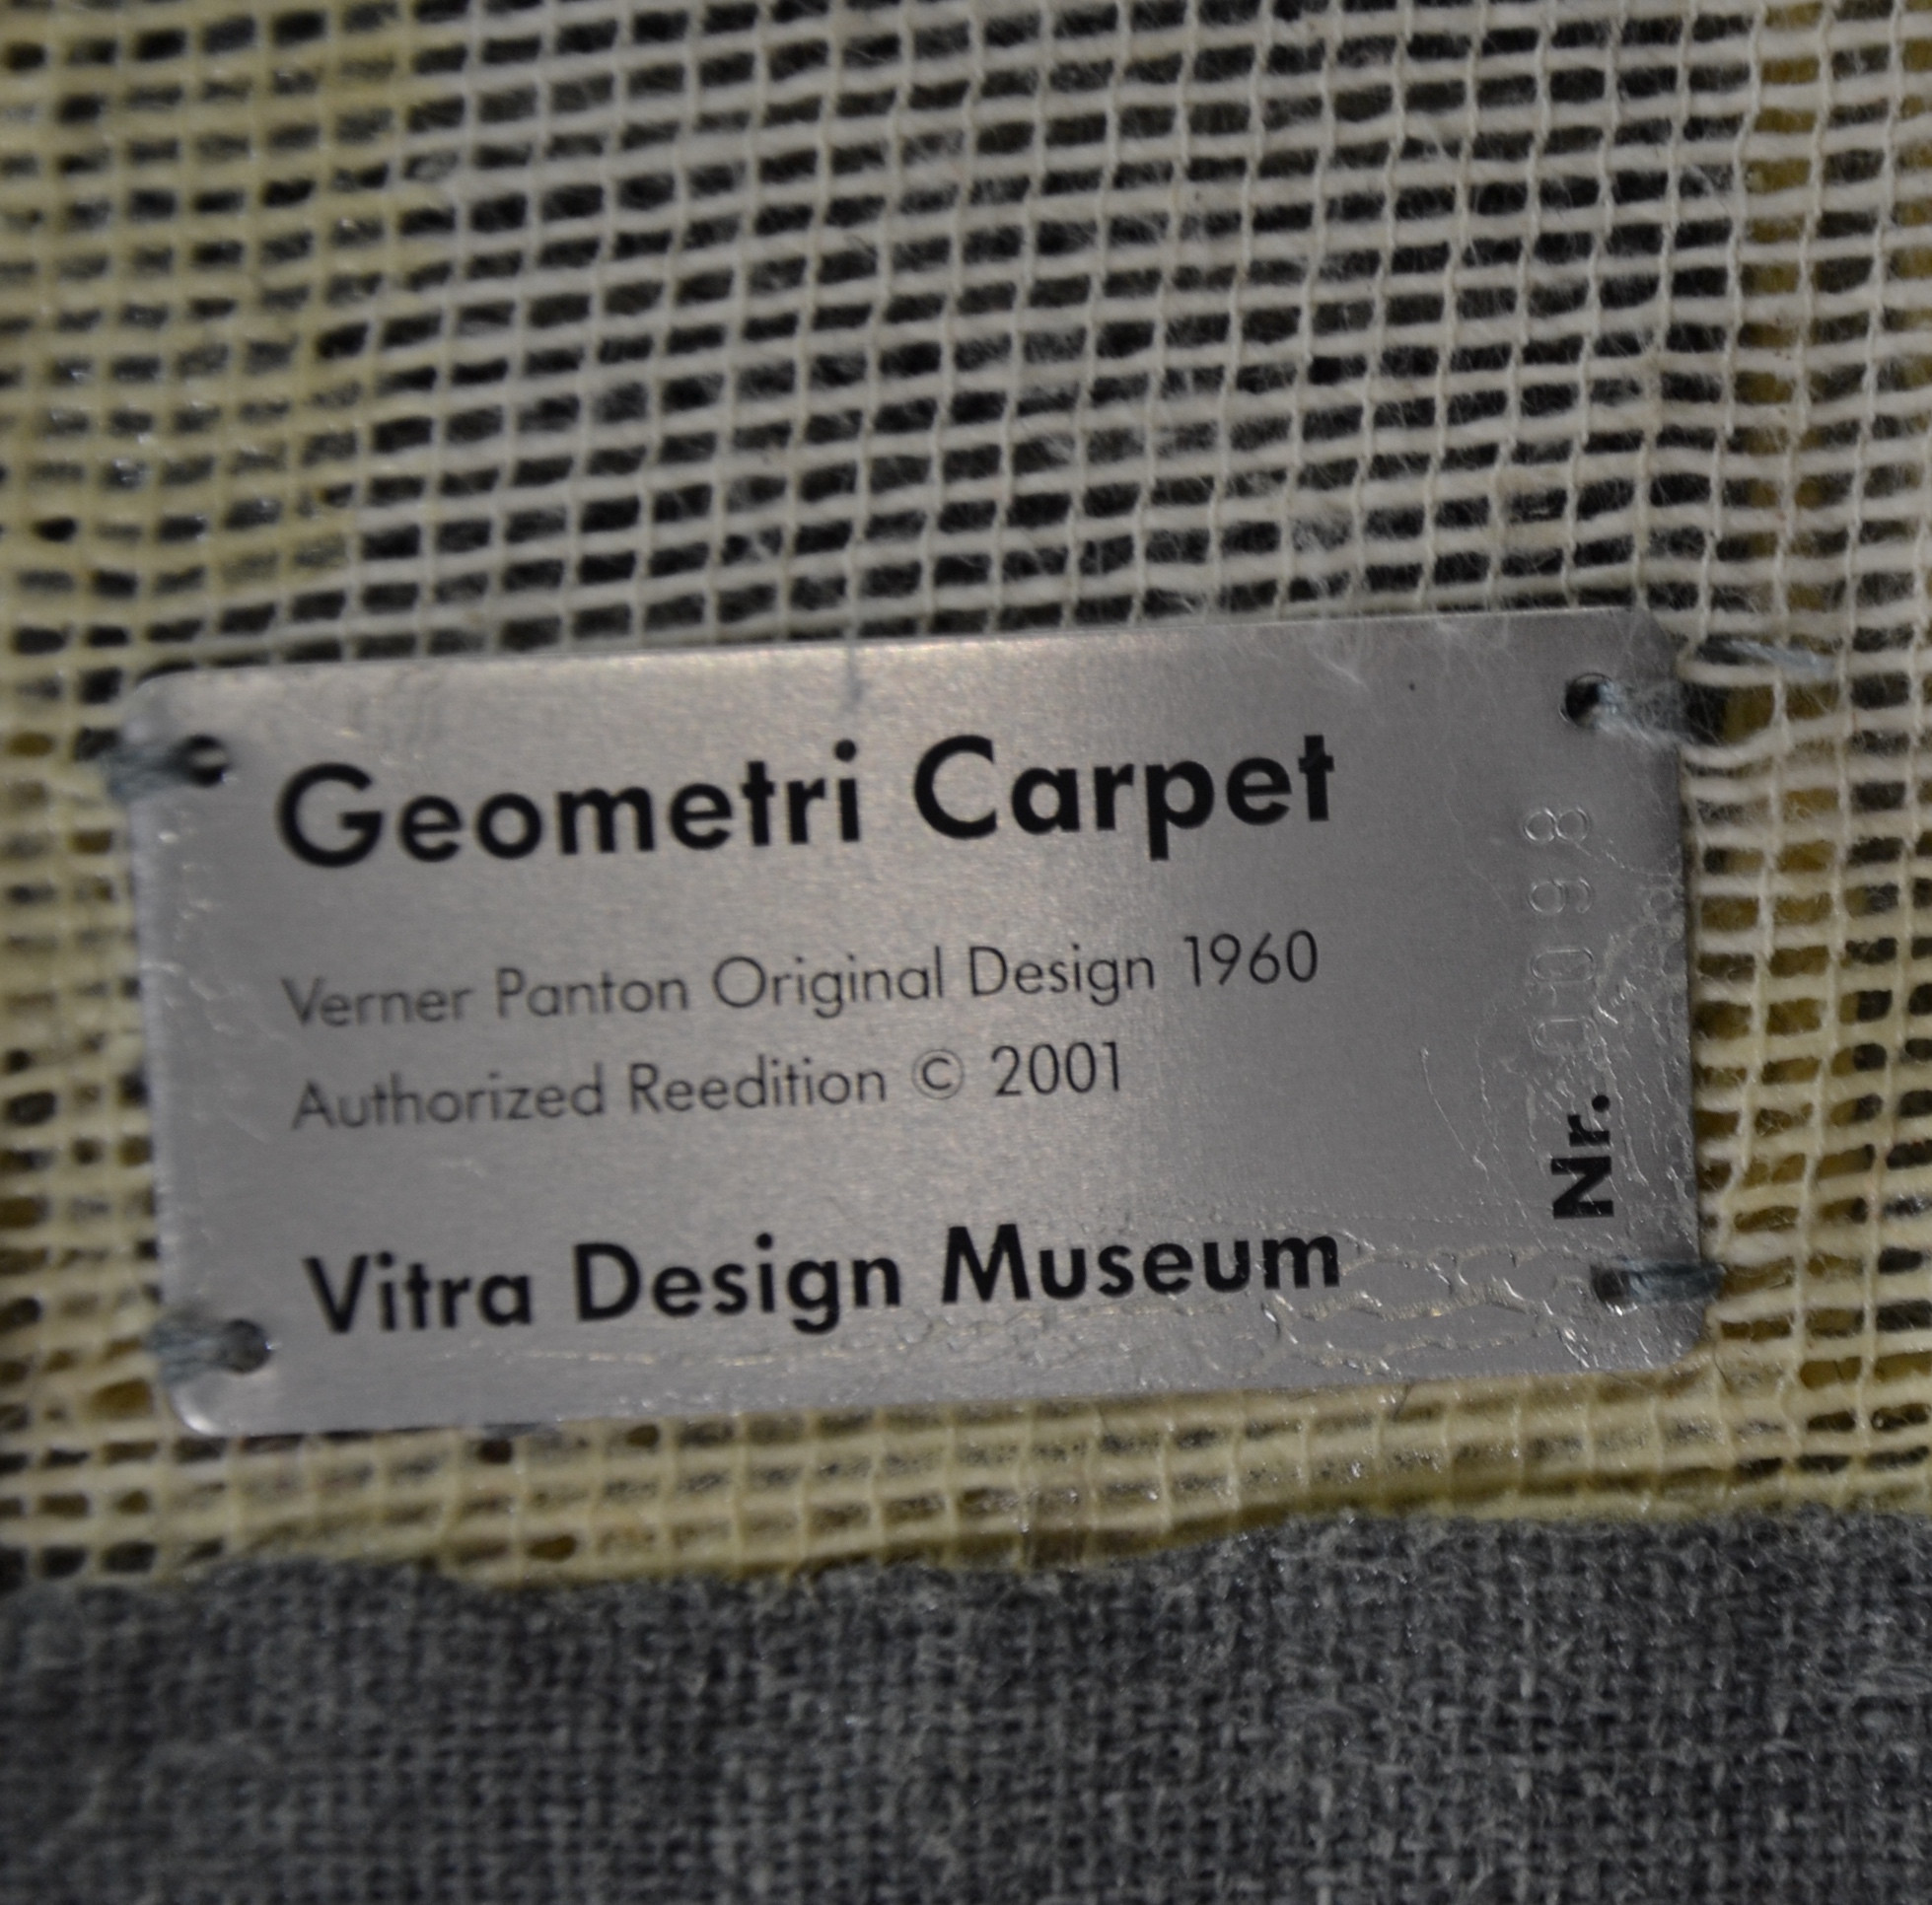 Geometri Carpet
Verner Panton Original Design 1960
Authorized Reedition © 2001
Vitra Design Museum
Nr.